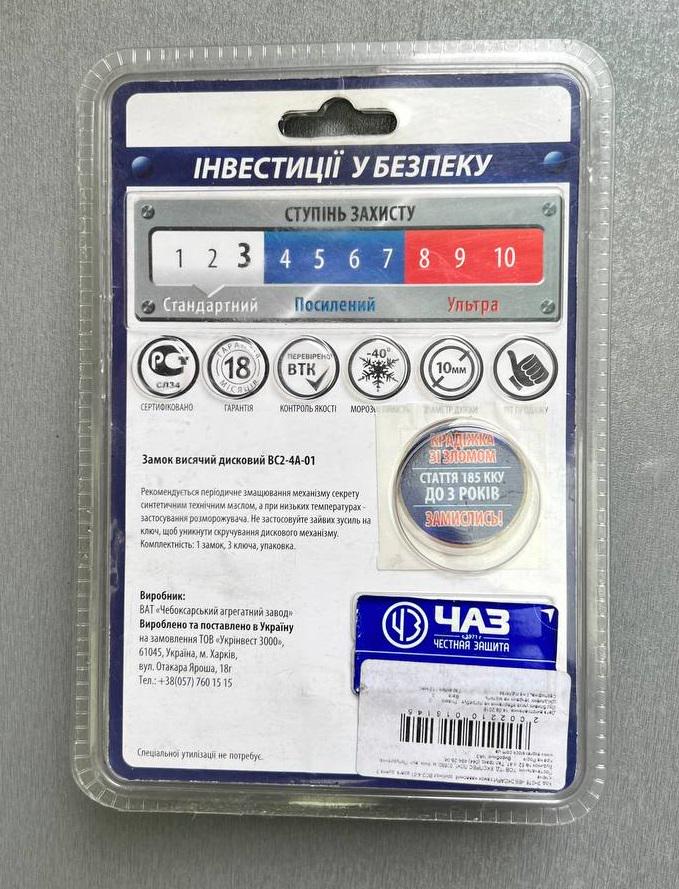 ІНВЕСТИЦІЇ У БЕЗПЕКУ
СТУПІНЬ ЗАХИСТУ
1 2 3 4 5 6 7 8 9 10
Стандартний Посилений Ультра
РСТ
СЛ34
ГАРАНТІЯ
18
МІСЯЦІВ
ПЕРЕВІРЕНО
ВТК
-40°
10мм
СЕРТИФІКОВАНО ГАРАНТІЯ КОНТРОЛЬ ЯКОСТІ
Замок висячий дисковий ВС2-4А-01
Рекомендується періодичне змащювання механізму секрету
синтетичним технічним маслом, а при низьких температурах -
застосування розморожувача. Не застосовуйте зайвих зусиль на
ключ, щоб уникнути скручування дискового механізму.
Комплектність: 1 замок, 3 ключа, упаковка.
КРАДІЖКА
ЗІ ЗЛОМОМ
СТАТТЯ 185 ККУ
ДО 3 РОКІВ
ЗАМИСЛИСЬ!
Виробник:
ВАТ «Чебоксарський агрегатний завод»
Вироблено та поставлено в Україну
на замовлення ТОВ «Укрінвест 3000»,
61045, Україна, м. Харків,
вул. Отакара Яроша, 18г
Тел.: +38(057) 760 15 15
ЧАЗ
с 1971 г
ЧЕСТНАЯ ЗАЩИТА
Спеціальної утилізації не потребує.